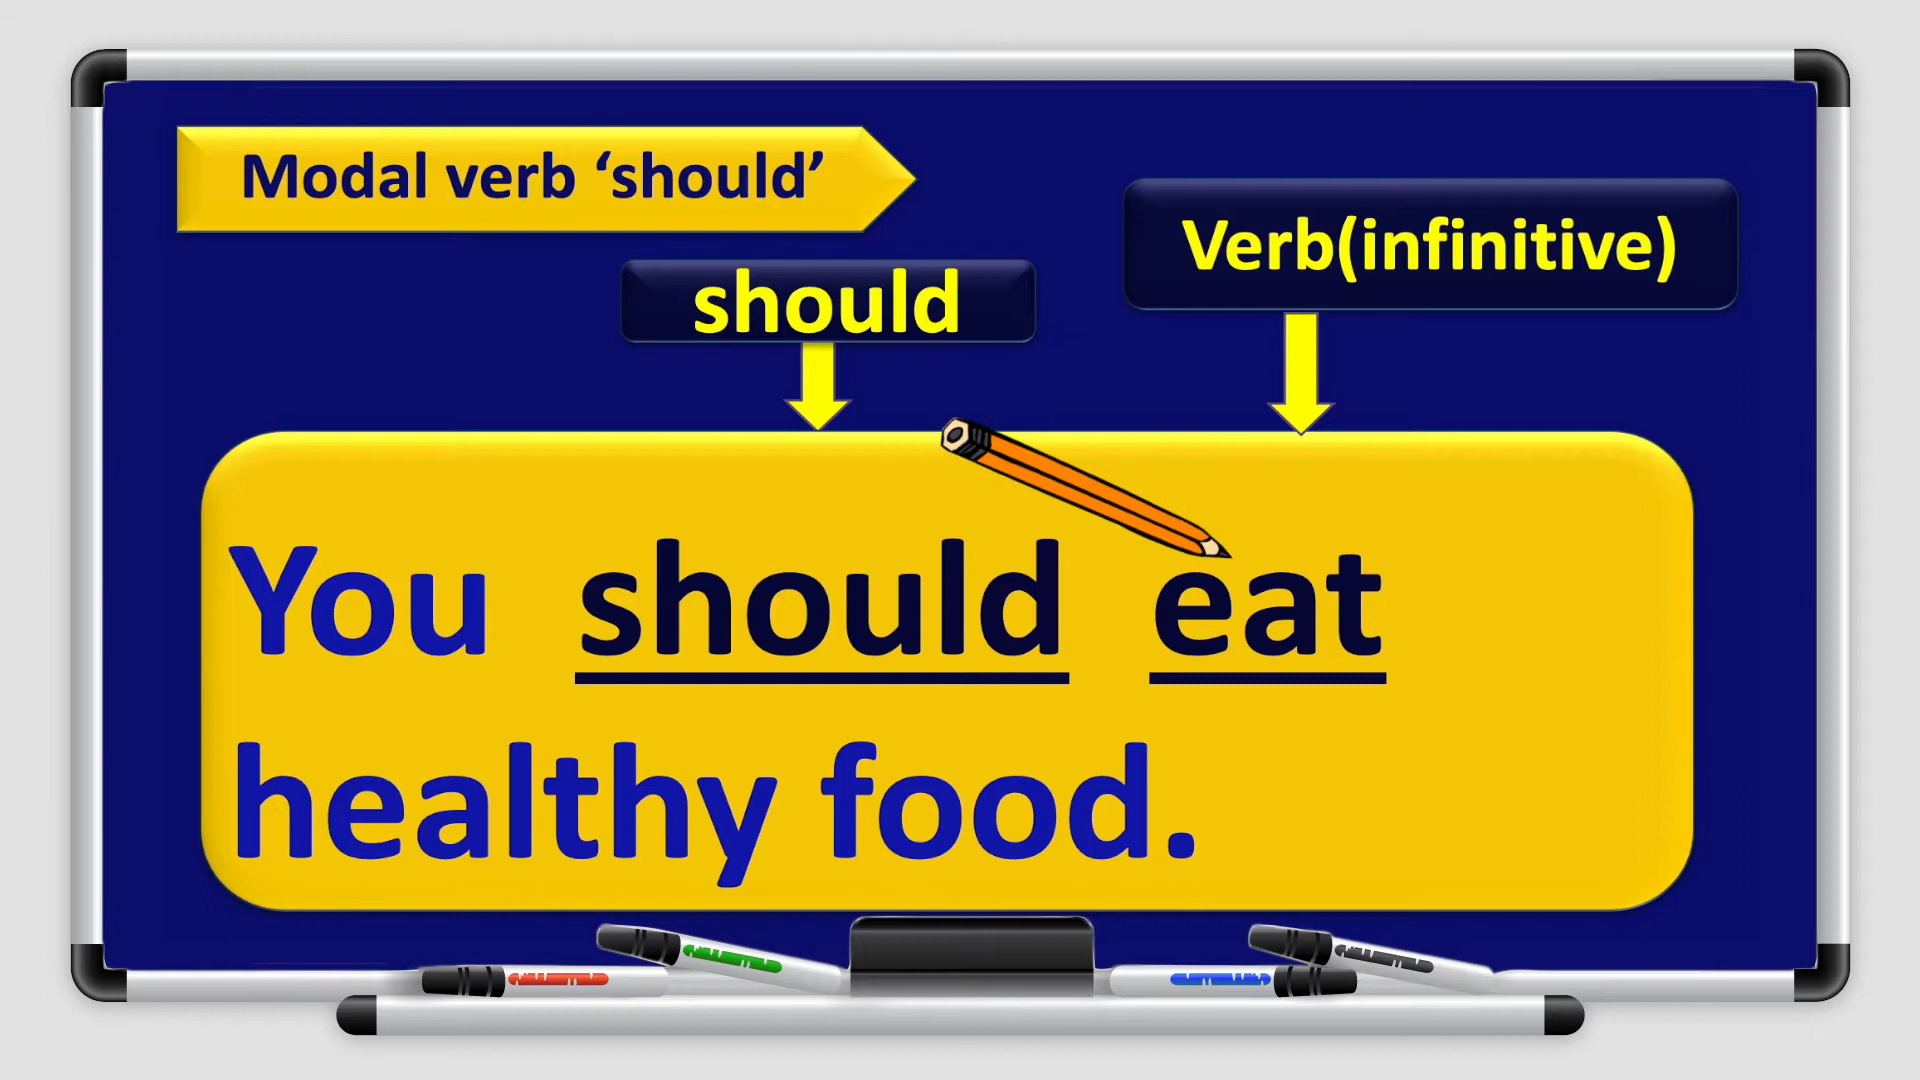 Modal verb ‘should’
Verb(infinitive)
should
You should eat
healthy food.